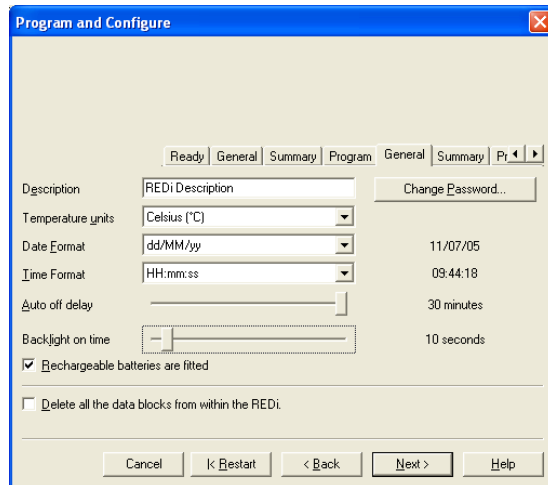 Program and Configure
Ready General Summary Program General Summary Pr
Description REDi Description Change Password...
Temperature units Celsius (°C)
Date Format dd/MM/yy 11/07/05
Time Format HH:mm:ss 09:44:18
Auto off delay 30 minutes
Backlight on time 10 seconds
Rechargeable batteries are fitted
Delete all the data blocks from within the REDi.
Cancel |< Restart < Back Next > Help